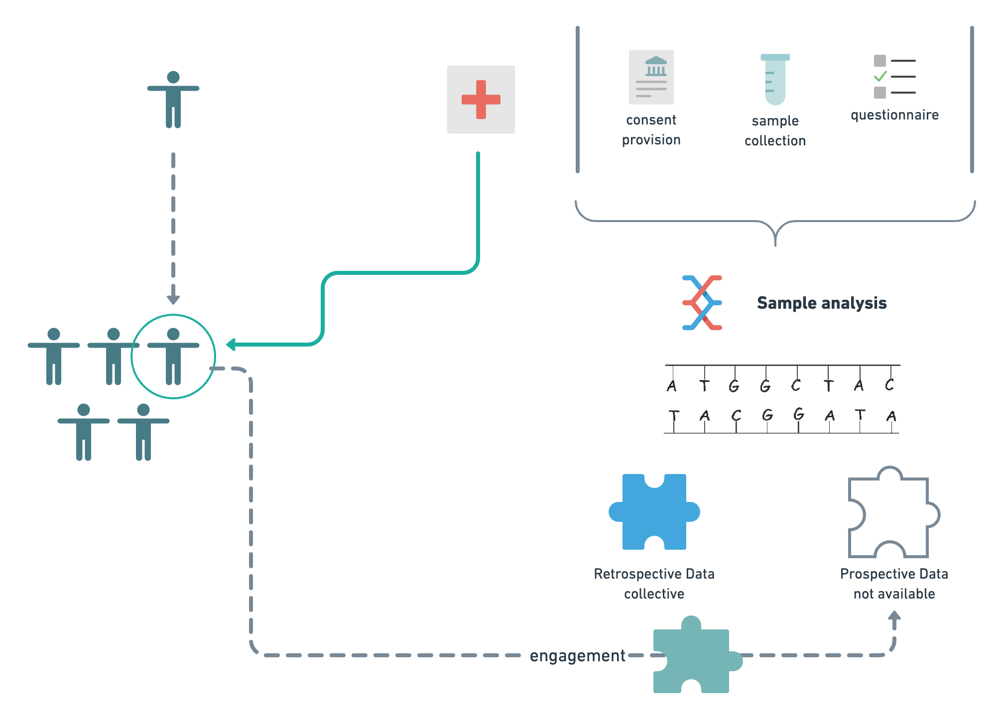 consent
provision
sample
collection
questionnaire
Sample analysis
A T G G C T A C
T A C G G A T A
Retrospective Data
collective
Prospective Data
not available
engagement